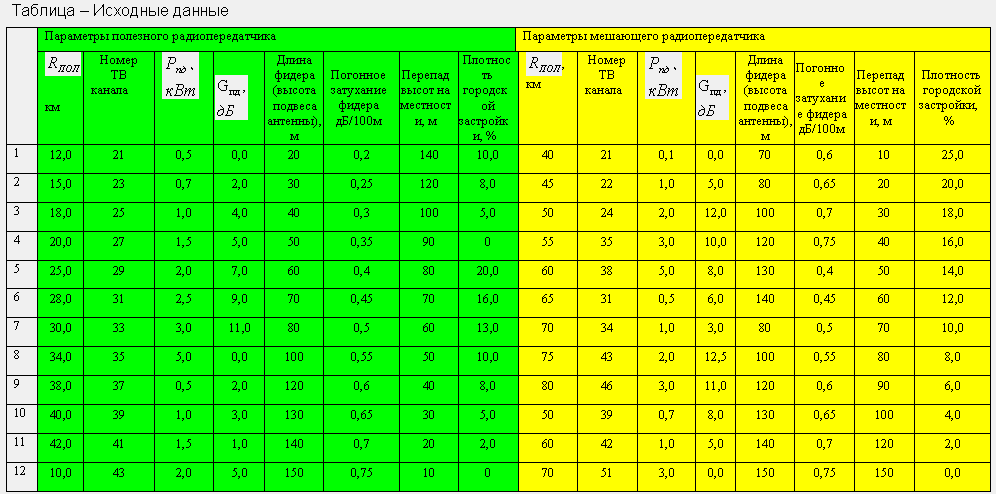 Таблица – Исходные данные
Параметры полезного радиопередатчика Параметры мешающего радиопередатчика
Rпол, км Номер ТВ канала Pпд, кВт Gпд, дБ Длина фидера (высота подвеса антенны), м Погонное затухание фидера дБ/100м Перепад высот на местност и, м Плотнос ть городск ой застройк и, % Rпол, км Номер ТВ канала Pпд, кВт Gпд, дБ Длина фидера (высота подвеса антенны), м Погонно е затухани е фидера дБ/100м Перепад высот на местност и, м Плотность городской застройки, %
1 12,0 21 0,5 0,0 20 0,2 140 10,0 40 21 0,1 0,0 70 0,6 10 25,0
2 15,0 23 0,7 2,0 30 0,25 120 8,0 45 22 1,0 5,0 80 0,65 20 20,0
3 18,0 25 1,0 4,0 40 0,3 100 5,0 50 24 2,0 12,0 100 0,7 30 18,0
4 20,0 27 1,5 5,0 50 0,35 90 0 55 35 3,0 10,0 120 0,75 40 16,0
5 25,0 29 2,0 7,0 60 0,4 80 20,0 60 38 5,0 8,0 130 0,4 50 14,0
6 28,0 31 2,5 9,0 70 0,45 70 16,0 65 31 0,5 6,0 140 0,45 60 12,0
7 30,0 33 3,0 11,0 80 0,5 60 13,0 70 34 1,0 3,0 80 0,5 70 10,0
8 34,0 35 5,0 0,0 100 0,55 50 10,0 75 43 2,0 12,5 100 0,55 80 8,0
9 38,0 37 0,5 2,0 120 0,6 40 8,0 80 46 3,0 11,0 120 0,6 90 6,0
10 40,0 39 1,0 3,0 130 0,65 30 5,0 50 39 0,7 8,0 130 0,65 100 4,0
11 42,0 41 1,5 1,0 140 0,7 20 2,0 60 42 1,0 5,0 140 0,7 120 2,0
12 10,0 43 2,0 5,0 150 0,75 10 0 70 51 3,0 0,0 150 0,75 150 0,0